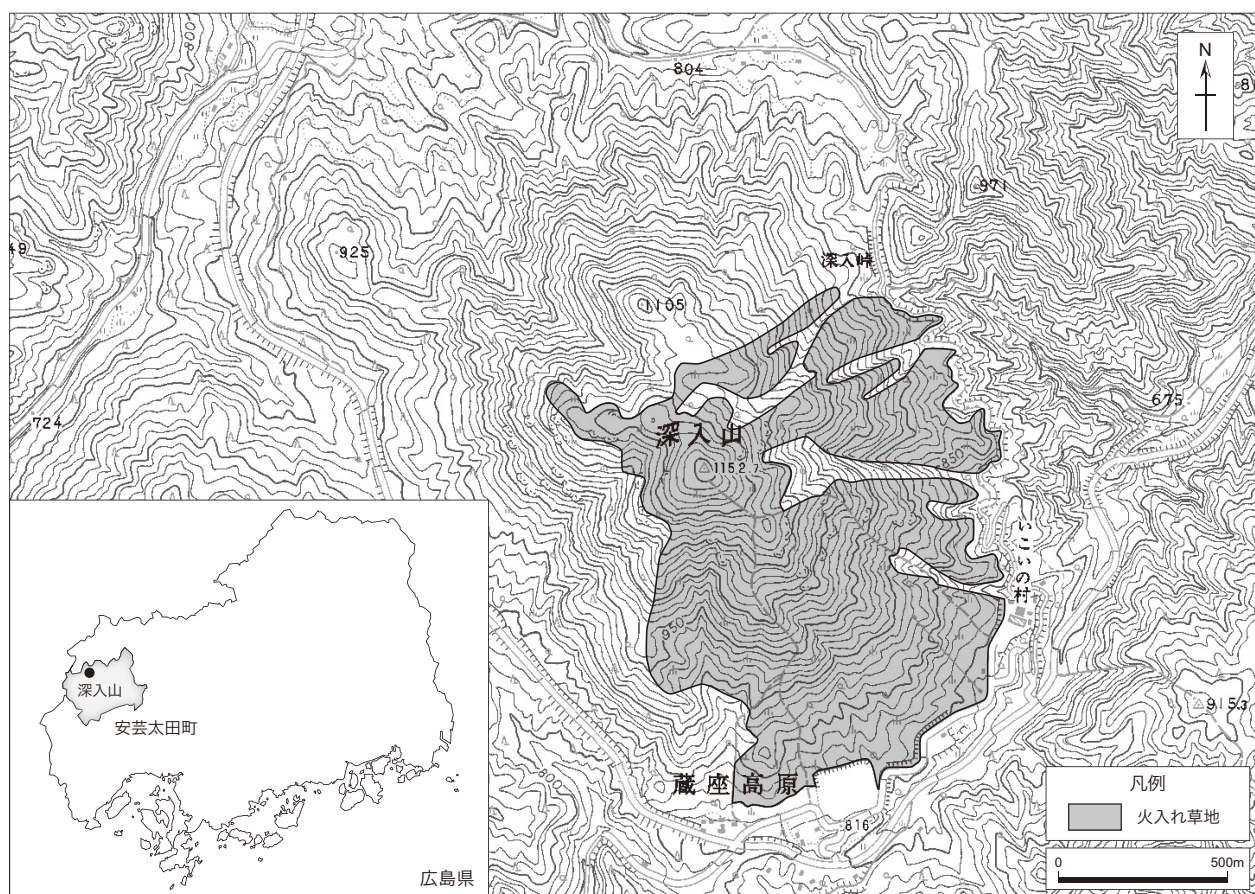 N
804
971
深入峠
925
1105
675
724
深入山
1152.7
850
いこいの村
950
915.3
蔵座高原
800
816
凡例
火入れ草地
0
500m
深入山
安芸太田町
広島県